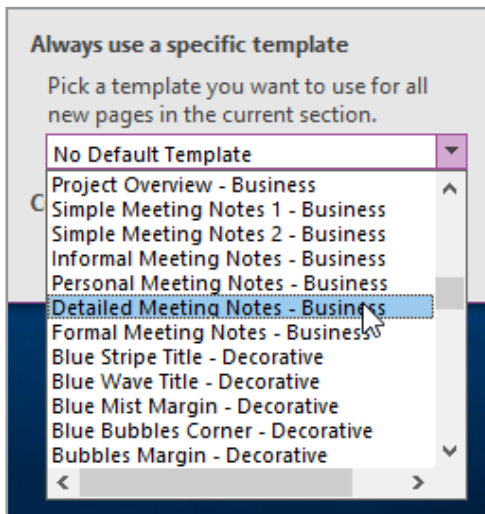 Always use a specific template
Pick a template you want to use for all
new pages in the current section.
No Default Template
Project Overview - Business
C
Simple Meeting Notes 1 - Business
Simple Meeting Notes 2 - Business
Informal Meeting Notes - Business
Personal Meeting Notes - Business
Detailed Meeting Notes - Business
Formal Meeting Notes - Business
Blue Stripe Title - Decorative
Blue Wave Title - Decorative
Blue Mist Margin - Decorative
Blue Bubbles Corner - Decorative
Bubbles Margin - Decorative